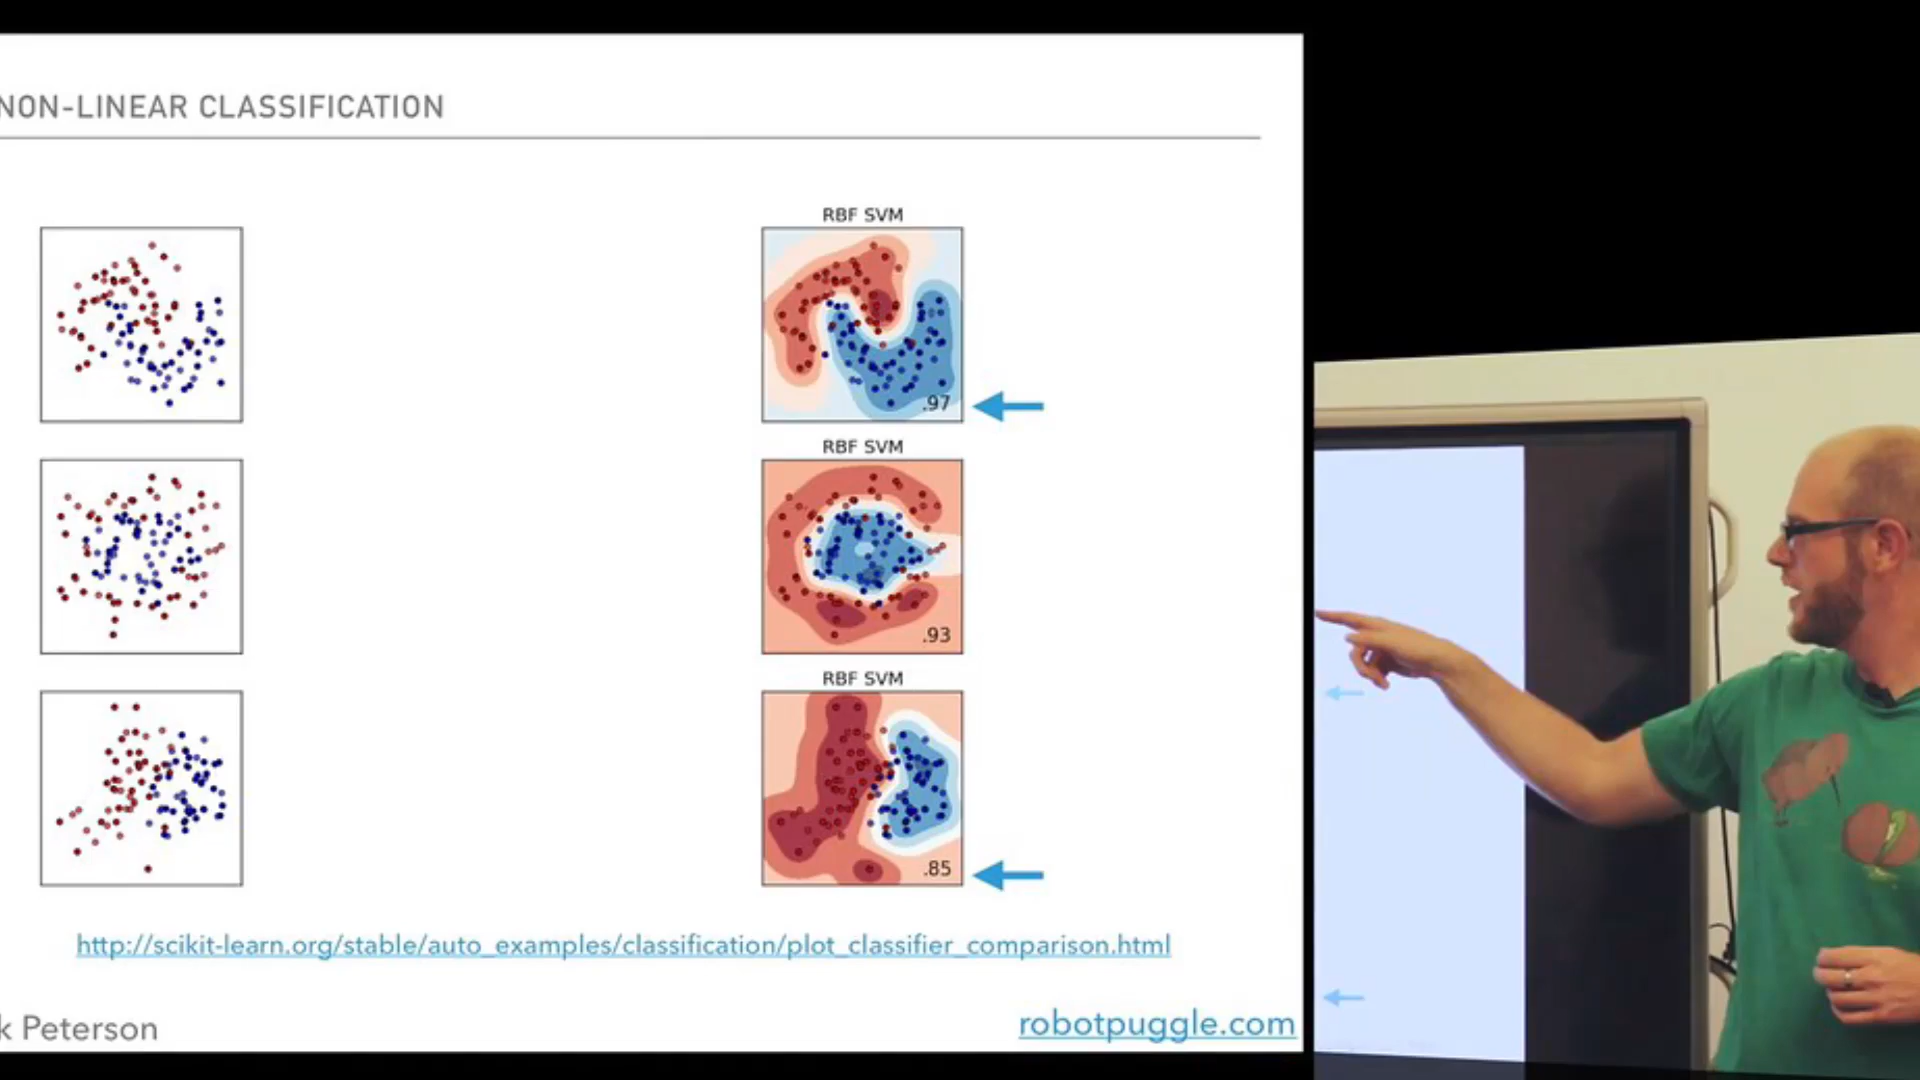 NON-LINEAR CLASSIFICATION
RBF SVM
.97
RBF SVM
.93
RBF SVM
.85
http://scikit-learn.org/stable/auto_examples/classification/plot_classifier_comparison.html
k Peterson
robotpuggle.com